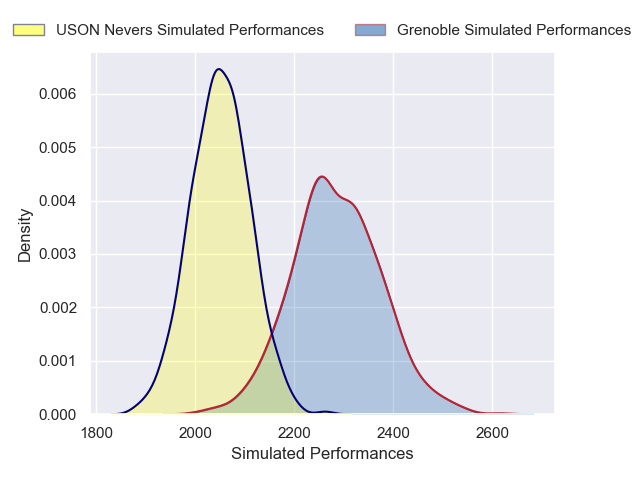 USON Nevers Simulated Performances
Grenoble Simulated Performances
0.006
0.005
0.004
0.003
0.002
0.001
0.000
Density
1800 2000 2200 2400 2600
Simulated Performances